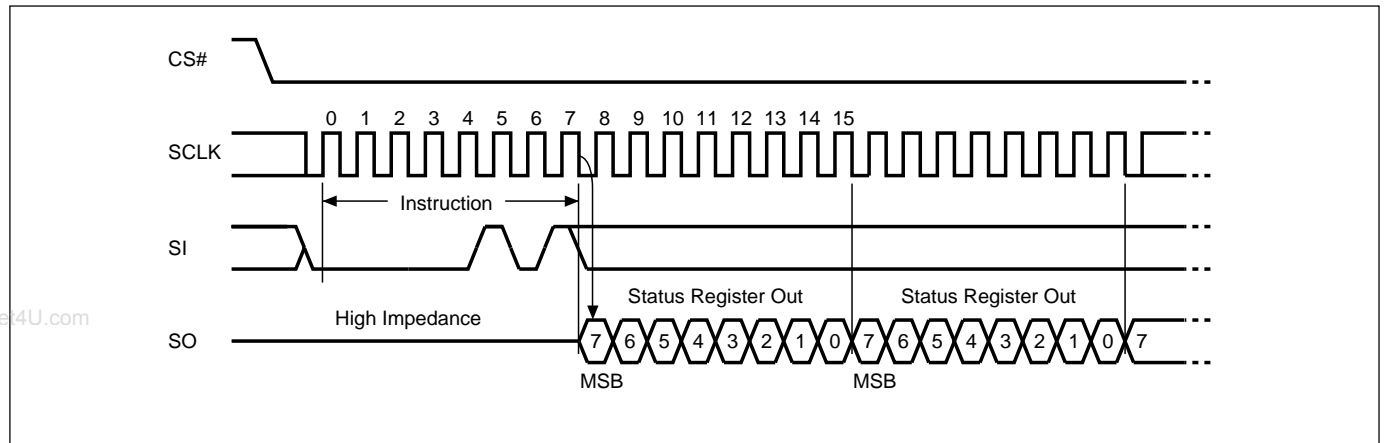 CS#
0 1 2 3 4 5 6 7 8 9 10 11 12 13 14 15
SCLK
Instruction
SI
Status Register Out Status Register Out
et4U.com
High Impedance
SO
7 6 5 4 3 2 1 0 7 6 5 4 3 2 1 0 7
MSB MSB